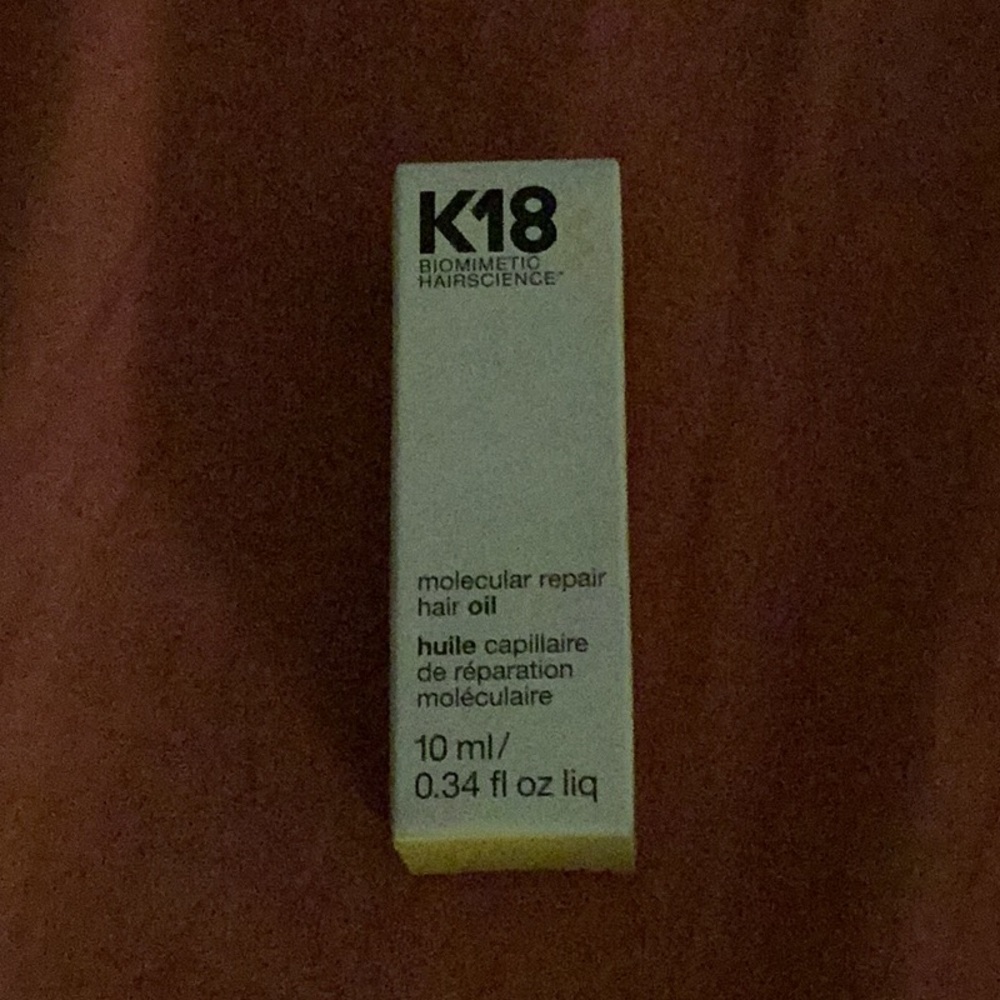 K18
BIOMIMETIC
HAIRSCIENCE™
molecular repair
hair oil
huile capillaire
de réparation
moléculaire
10 ml/
0.34 fl oz liq